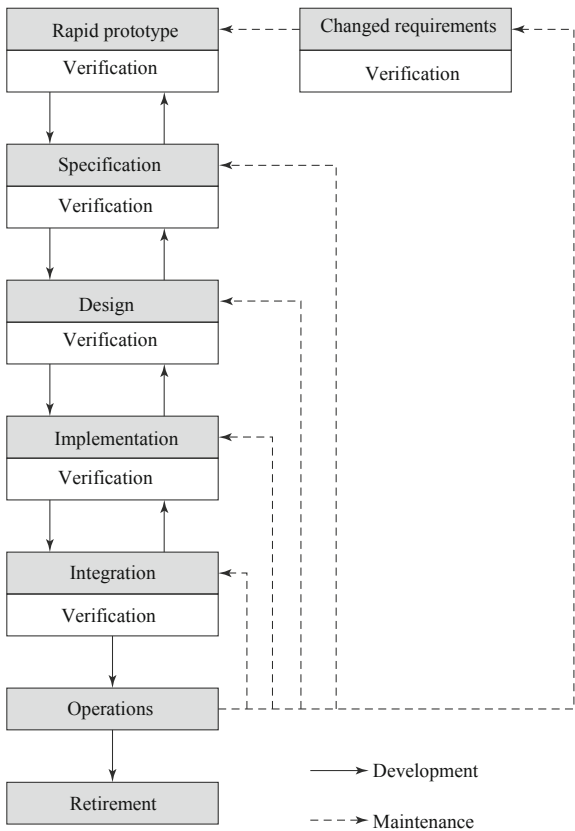 Rapid prototype
Verification
Changed requirements
Verification
Specification
Verification
Design
Verification
Implementation
Verification
Integration
Verification
Operations
Retirement
Development
Maintenance